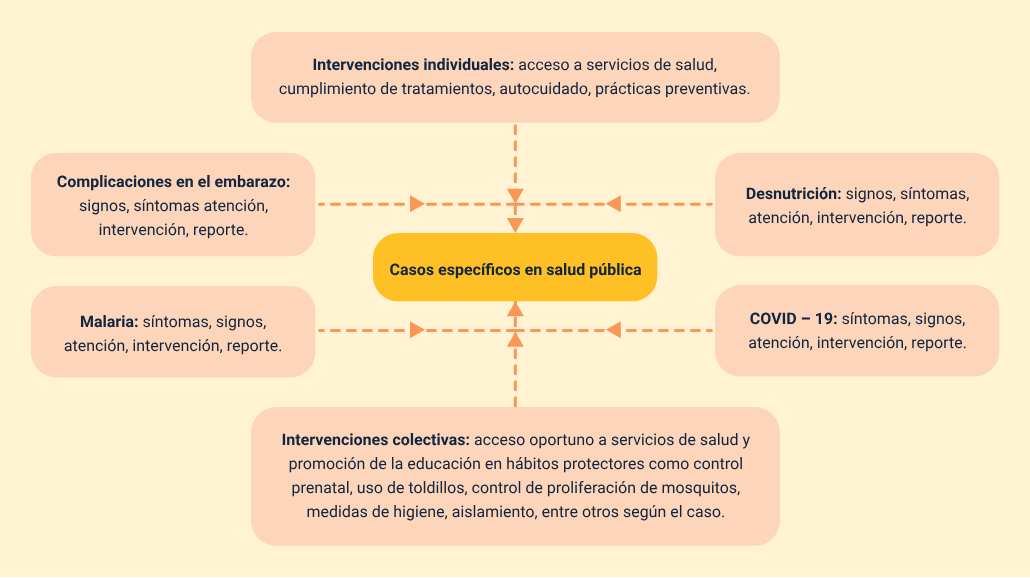 Intervenciones individuales: acceso a servicios de salud,
cumplimiento de tratamientos, autocuidado, prácticas preventivas.
Complicaciones en el embarazo:
signos, síntomas atención,
intervención, reporte.
Desnutrición: signos, síntomas,
atención, intervención, reporte.
Casos específicos en salud pública
Malaria: síntomas, signos,
atención, intervención, reporte.
COVID – 19: síntomas, signos,
atención, intervención, reporte.
Intervenciones colectivas: acceso oportuno a servicios de salud y
promoción de la educación en hábitos protectores como control
prenatal, uso de toldillos, control de proliferación de mosquitos,
medidas de higiene, aislamiento, entre otros según el caso.